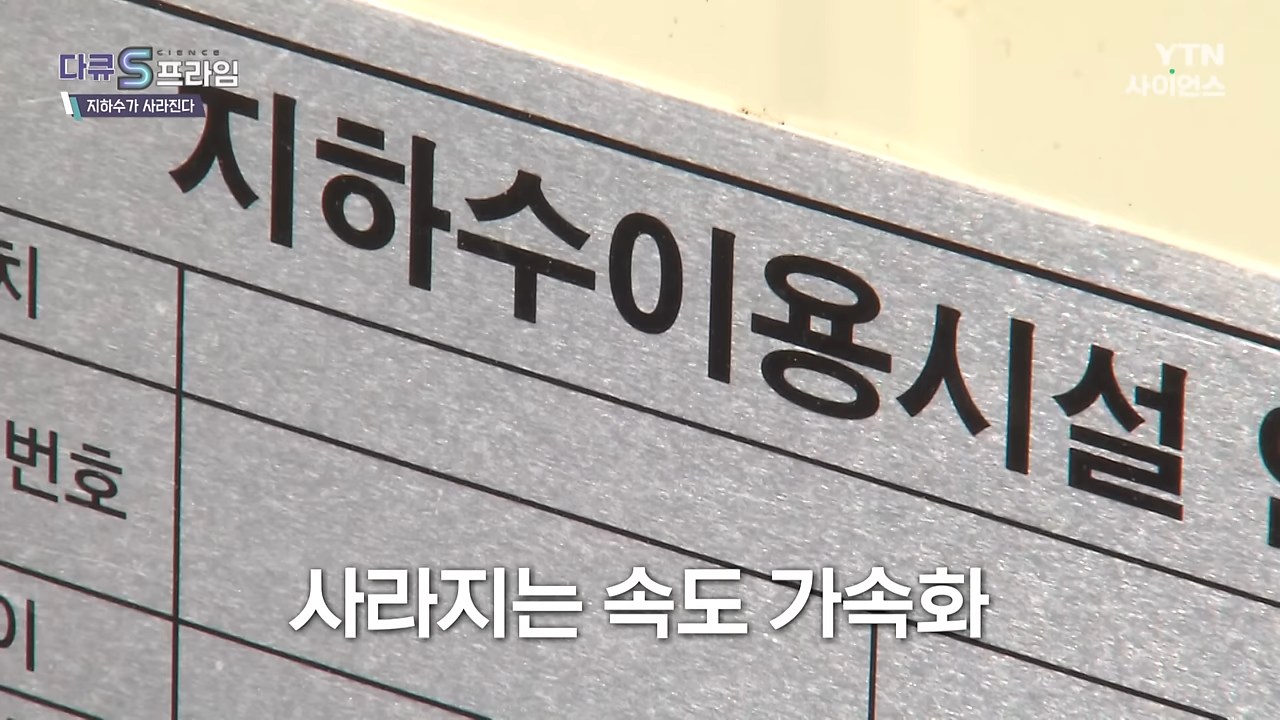 다큐 S 프라임
CIENCE
지하수가 사라진다
YTN
사이언스
지하수이용시설
치
번호
이
사라지는 속도 가속화